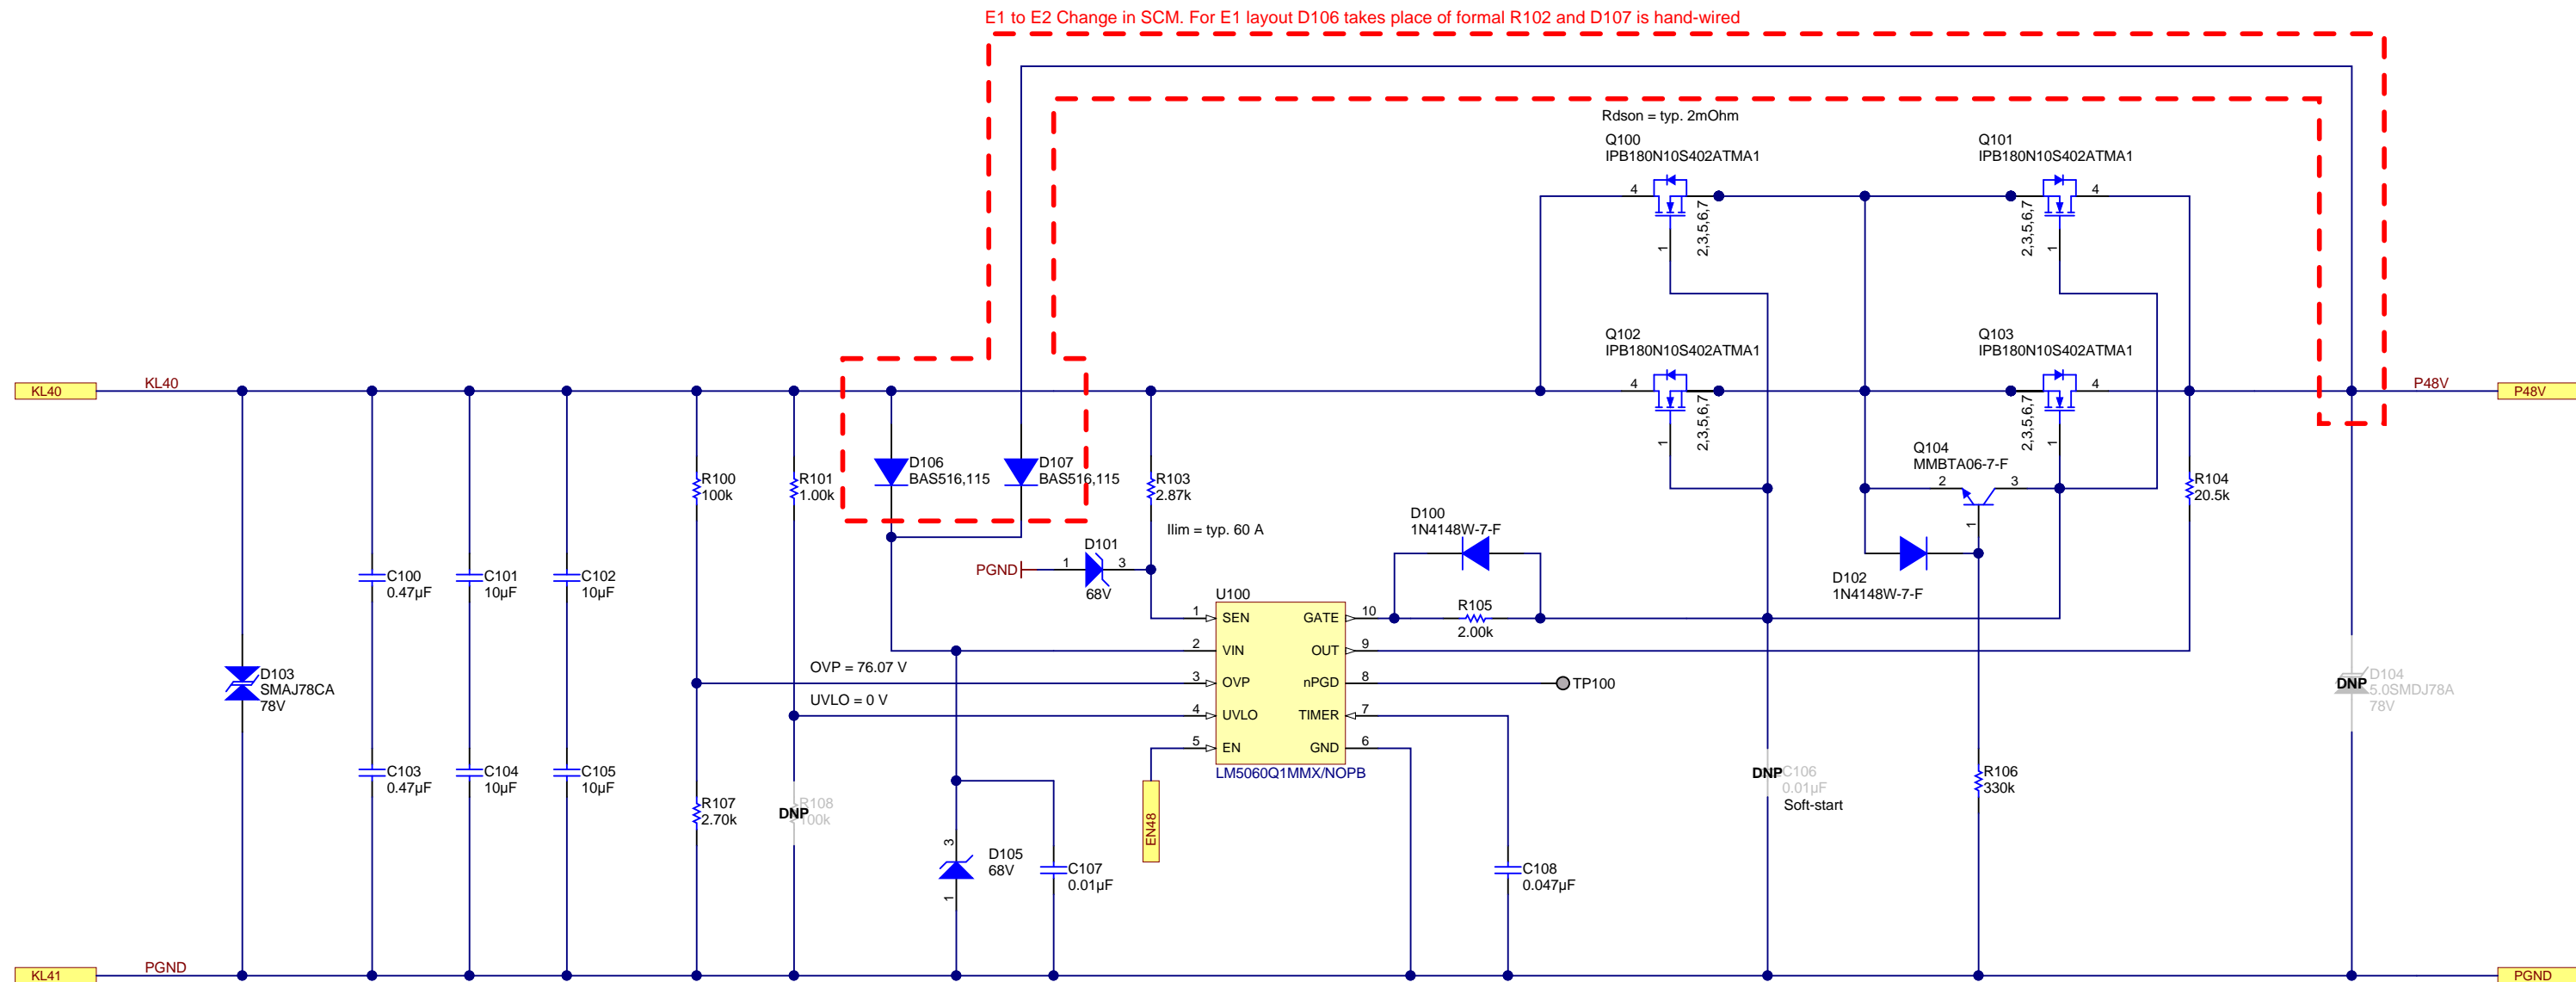 E1 to E2 Change in SCM. For E1 layout D106 takes place of formal R102 and D107 is hand-wired
Rdson = typ. 2mOhm
Q100
IPB180N10S402ATMA1
4
2,3,5,6,7
1
Q101
IPB180N10S402ATMA1
4
2,3,5,6,7
1
Q102
IPB180N10S402ATMA1
4
2,3,5,6,7
1
Q103
IPB180N10S402ATMA1
4
2,3,5,6,7
1
KL40
KL40
P48V
P48V
R100
100k
R101
1.00k
D106
BAS516,115
D107
BAS516,115
R103
2.87k
Q104
MMBTA06-7-F
2
3
1
R104
20.5k
Ilim = typ. 60 A
D100
1N4148W-7-F
D101
PGND
1
3
68V
D102
1N4148W-7-F
C100
0.47µF
C101
10µF
C102
10µF
U100
R105
2.00k
1
SEN
GATE
10
2
VIN
OUT
9
OVP = 76.07 V
3
OVP
nPGD
8
TP100
UVLO = 0 V
4
UVLO
TIMER
7
5
EN
GND
6
LM5060Q1MMX/NOPB
D103
SMAJ78CA
78V
DNP
D104
5.0SMDJ78A
78V
C103
0.47µF
C104
10µF
C105
10µF
R107
2.70k
DNP
R108
100k
EN48
DNP
C106
0.01µF
Soft-start
R106
330k
3
D105
68V
1
C107
0.01µF
C108
0.047µF
KL41
PGND
PGND